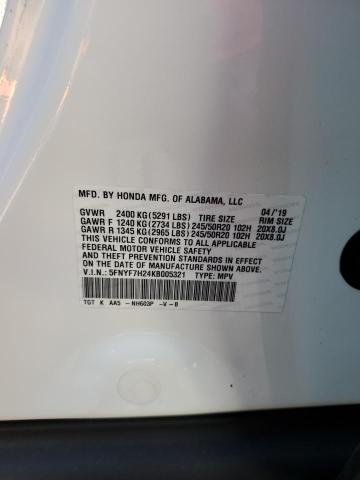 MFD. BY HONDA MFG. OF ALABAMA, LLC
04/'19
GVWR 2400 KG(5291 LBS) TIRE SIZE RIM SIZE
GAWR F 1240 KG(2734 LBS) 245/50R20 102H 20X8.0J
GAWR R 1345 KG(2965 LBS) 245/50R20 102H 20X8.0J
THIS VEHICLE CONFORMS TO ALL APPLICABLE
FEDERAL MOTOR VEHICLE SAFETY
AND THEFT PREVENTION STANDARDS IN EFFECT
ON THE DATE OF MANUFACTURE SHOWN ABOVE.
V.I.N.: 5FNYF7H24KB005321 TYPE: MPV
TGT K AA5 -NH603P -V-B